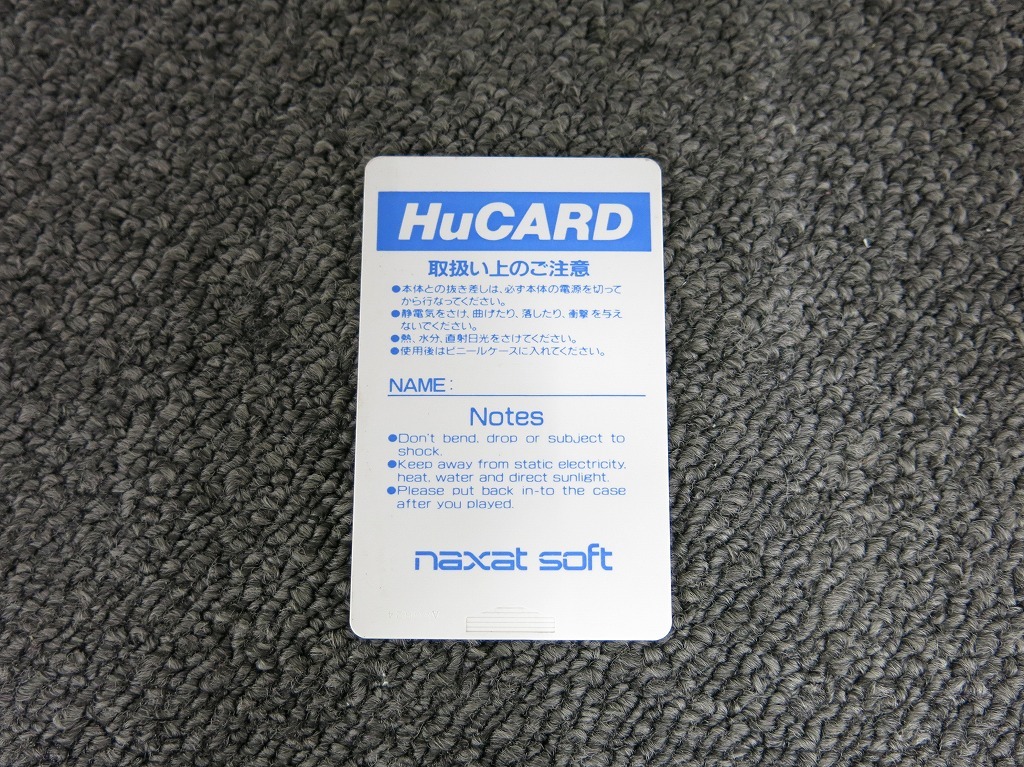 HuCARD
取扱い上のご注意
●本体との抜き差しは、必ず本体の電源を切って
から行なってください。
●静電気をさけ、曲げたり、落したり、衝撃を与え
ないでください。
●熱、水分、直射日光をさけてください。
●使用後はビニールケースに入れてください。
NAME:
Notes
●Don't bend, drop or subject to
shock.
●Keep away from static electricity,
heat, water and direct sunlight.
●Please put back in-to the case
after you played.
naxat soft